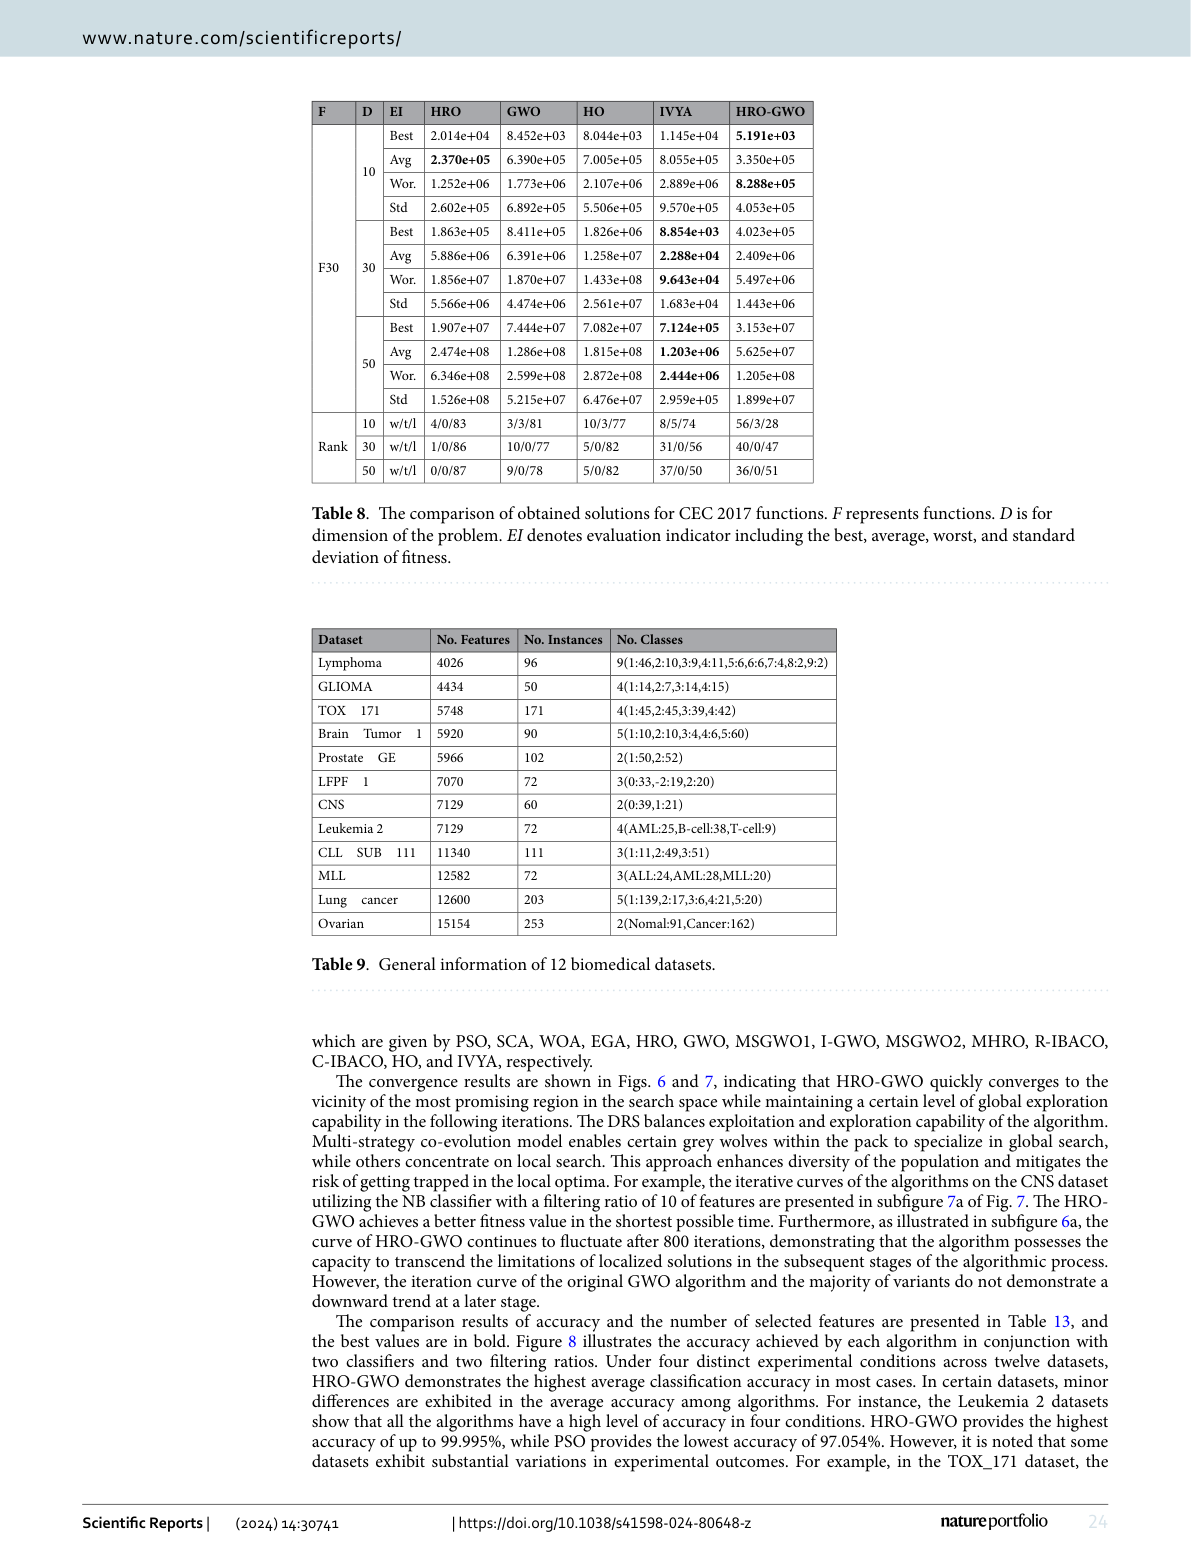 www.nature.com/scientificreports/
F D EI HRO GWO HO IVYA HRO-GWO
F30 10 Best 2.014e+04 8.452e+03 8.044e+03 1.145e+04 5.191e+03
Avg 2.370e+05 6.390e+05 7.005e+05 8.055e+05 3.350e+05
Wor. 1.252e+06 1.773e+06 2.107e+06 2.889e+06 8.288e+05
Std 2.602e+05 6.892e+05 5.506e+05 9.570e+05 4.053e+05
30 Best 1.863e+05 8.411e+05 1.826e+06 8.854e+03 4.023e+05
Avg 5.886e+06 6.391e+06 1.258e+07 2.288e+04 2.409e+06
Wor. 1.856e+07 1.870e+07 1.433e+08 9.643e+04 5.497e+06
Std 5.566e+06 4.474e+06 2.561e+07 1.683e+04 1.443e+06
50 Best 1.907e+07 7.444e+07 7.082e+07 7.124e+05 3.153e+07
Avg 2.474e+08 1.286e+08 1.815e+08 1.203e+06 5.625e+07
Wor. 6.346e+08 2.599e+08 2.872e+08 2.444e+06 1.205e+08
Std 1.526e+08 5.215e+07 6.476e+07 2.959e+05 1.899e+07
Rank 10 w/t/l 4/0/83 3/3/81 10/3/77 8/5/74 56/3/28
30 w/t/l 1/0/86 10/0/77 5/0/82 31/0/56 40/0/47
50 w/t/l 0/0/87 9/0/78 5/0/82 37/0/50 36/0/51
Table 8. The comparison of obtained solutions for CEC 2017 functions. F represents functions. D is for
dimension of the problem. EI denotes evaluation indicator including the best, average, worst, and standard
deviation of fitness.
Dataset No. Features No. Instances No. Classes
Lymphoma 4026 96 9(1:46,2:10,3:9,4:11,5:6,6:6,7:4,8:2,9:2)
GLIOMA 4434 50 4(1:14,2:7,3:14,4:15)
TOX 171 5748 171 4(1:45,2:45,3:39,4:42)
Brain Tumor 1 5920 90 5(1:10,2:10,3:4,4:6,5:60)
Prostate GE 5966 102 2(1:50,2:52)
LFPF 1 7070 72 3(0:33,-2:19,2:20)
CNS 7129 60 2(0:39,1:21)
Leukemia 2 7129 72 4(AML:25,B-cell:38,T-cell:9)
CLL SUB 111 11340 111 3(1:11,2:49,3:51)
MLL 12582 72 3(ALL:24,AML:28,MLL:20)
Lung cancer 12600 203 5(1:139,2:17,3:6,4:21,5:20)
Ovarian 15154 253 2(Nomal:91,Cancer:162)
Table 9. General information of 12 biomedical datasets.
which are given by PSO, SCA, WOA, EGA, HRO, GWO, MSGWO1, I-GWO, MSGWO2, MHRO, R-IBACO,
C-IBACO, HO, and IVYA, respectively.
The convergence results are shown in Figs. 6 and 7, indicating that HRO-GWO quickly converges to the
vicinity of the most promising region in the search space while maintaining a certain level of global exploration
capability in the following iterations. The DRS balances exploitation and exploration capability of the algorithm.
Multi-strategy co-evolution model enables certain grey wolves within the pack to specialize in global search,
while others concentrate on local search. This approach enhances diversity of the population and mitigates the
risk of getting trapped in the local optima. For example, the iterative curves of the algorithms on the CNS dataset
utilizing the NB classifier with a filtering ratio of 10 of features are presented in subfigure 7a of Fig. 7. The HRO-
GWO achieves a better fitness value in the shortest possible time. Furthermore, as illustrated in subfigure 6a, the
curve of HRO-GWO continues to fluctuate after 800 iterations, demonstrating that the algorithm possesses the
capacity to transcend the limitations of localized solutions in the subsequent stages of the algorithmic process.
However, the iteration curve of the original GWO algorithm and the majority of variants do not demonstrate a
downward trend at a later stage.
The comparison results of accuracy and the number of selected features are presented in Table 13, and
the best values are in bold. Figure 8 illustrates the accuracy achieved by each algorithm in conjunction with
two classifiers and two filtering ratios. Under four distinct experimental conditions across twelve datasets,
HRO-GWO demonstrates the highest average classification accuracy in most cases. In certain datasets, minor
differences are exhibited in the average accuracy among algorithms. For instance, the Leukemia 2 datasets
show that all the algorithms have a high level of accuracy in four conditions. HRO-GWO provides the highest
accuracy of up to 99.995%, while PSO provides the lowest accuracy of 97.054%. However, it is noted that some
datasets exhibit substantial variations in experimental outcomes. For example, in the TOX_171 dataset, the
Scientific Reports | (2024) 14:30741 | https://doi.org/10.1038/s41598-024-80648-z nature portfolio 24